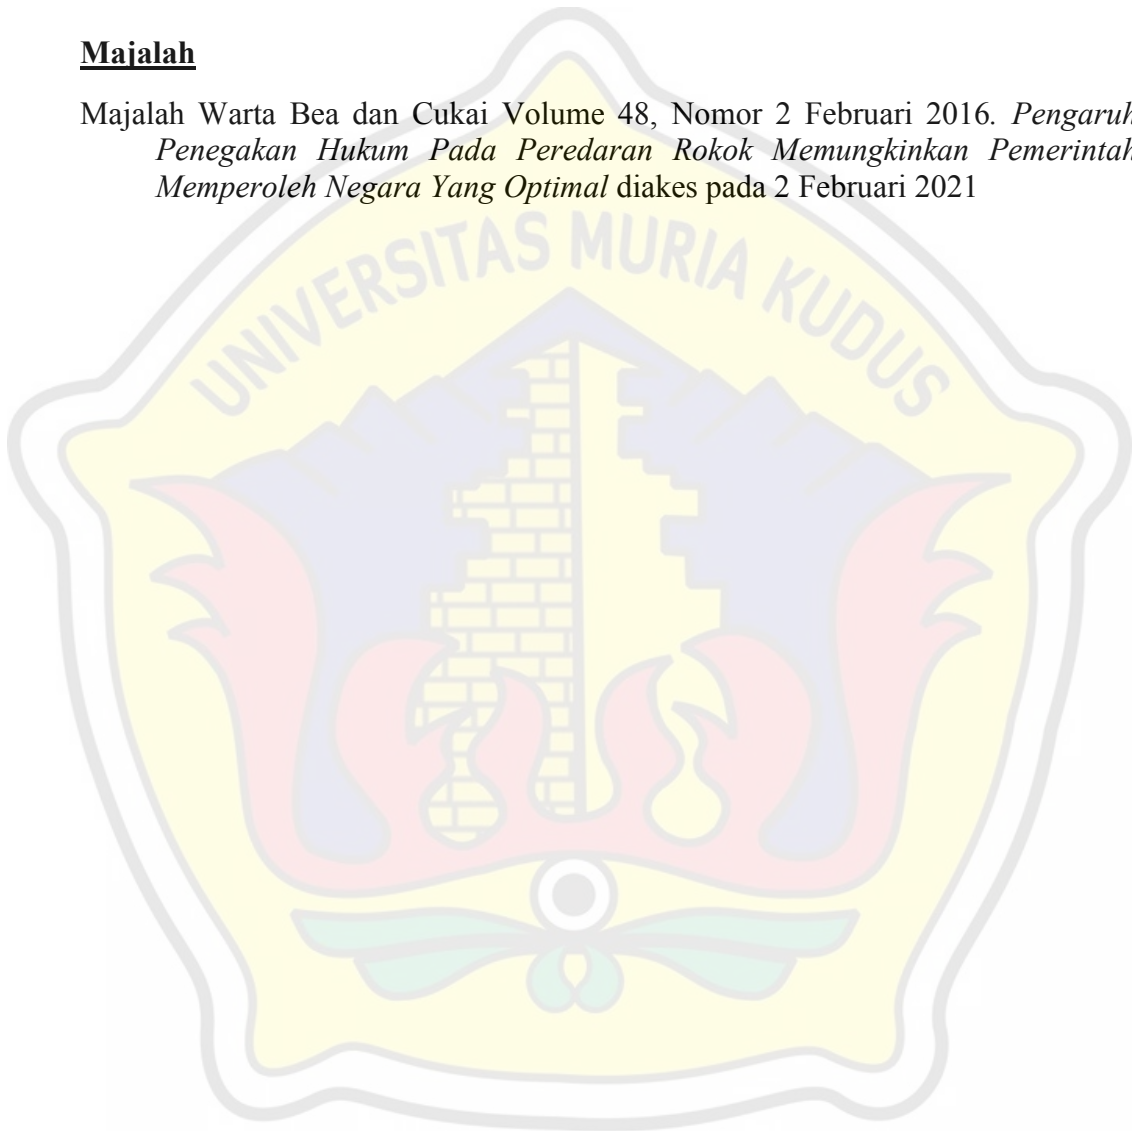 Majalah
Majalah Warta Bea dan Cukai Volume 48, Nomor 2 Februari 2016. Pengaruh
Penegakan Hukum Pada Peredaran Rokok Memungkinkan Pemerintah
Memperoleh Negara Yang Optimal diakes pada 2 Februari 2021
UNIVERSITAS MURIA KUDUS